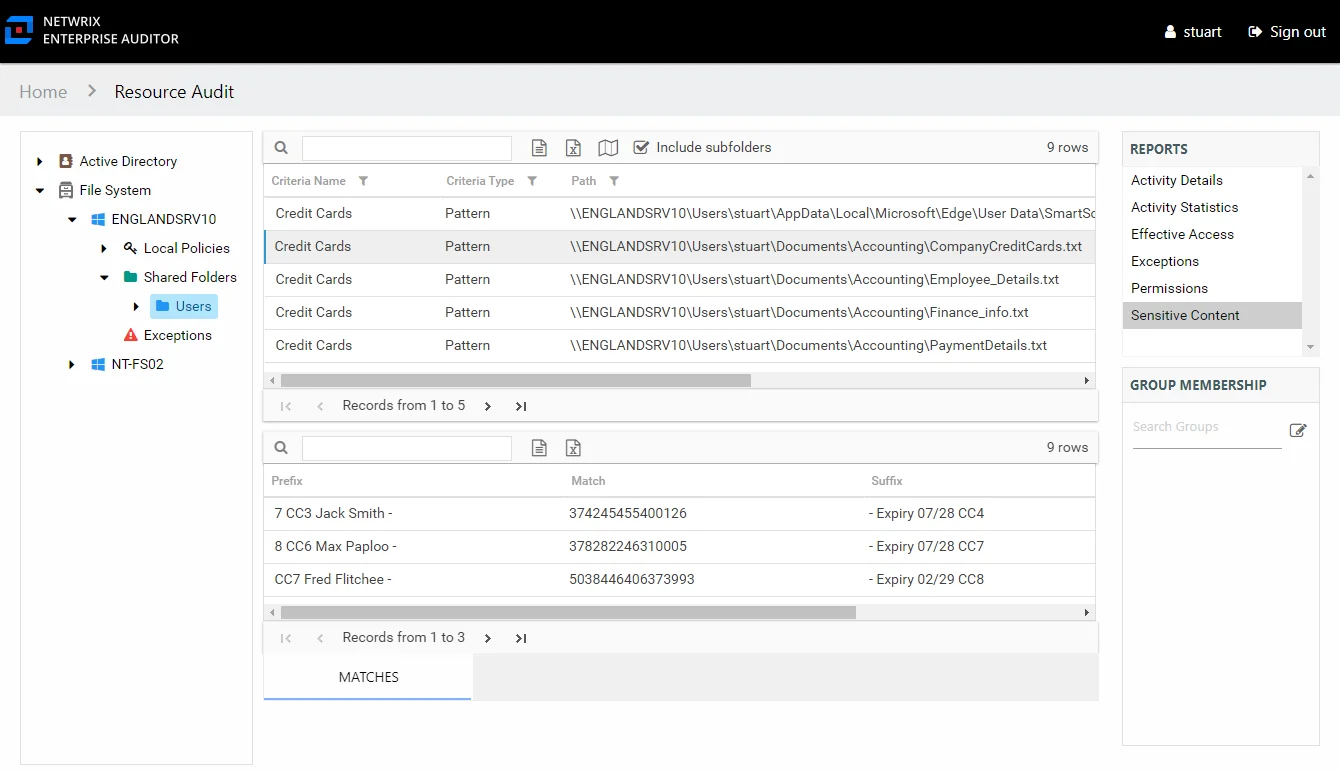 NETWRIX
ENTERPRISE AUDITOR
stuart
Sign out
Home > Resource Audit
Active Directory
File System
ENGLANDSRV10
Local Policies
Shared Folders
Users
Exceptions
NT-FS02
Include subfolders
9 rows
Criteria Name Criteria Type Path
Credit Cards Pattern \\ENGLANDSRV10\Users\stuart\AppData\Local\Microsoft\Edge\User Data\SmartSc
Credit Cards Pattern \\ENGLANDSRV10\Users\stuart\Documents\Accounting\CompanyCreditCards.txt
Credit Cards Pattern \\ENGLANDSRV10\Users\stuart\Documents\Accounting\Employee_Details.txt
Credit Cards Pattern \\ENGLANDSRV10\Users\stuart\Documents\Accounting\Finance_info.txt
Credit Cards Pattern \\ENGLANDSRV10\Users\stuart\Documents\Accounting\PaymentDetails.txt
Records from 1 to 5
9 rows
Prefix Match Suffix
7 CC3 Jack Smith - 374245455400126 - Expiry 07/28 CC4
8 CC6 Max Paploo - 378282246310005 - Expiry 07/28 CC7
CC7 Fred Flitchee - 5038446406373993 - Expiry 02/29 CC8
Records from 1 to 3
MATCHES
REPORTS
Activity Details
Activity Statistics
Effective Access
Exceptions
Permissions
Sensitive Content
GROUP MEMBERSHIP
Search Groups